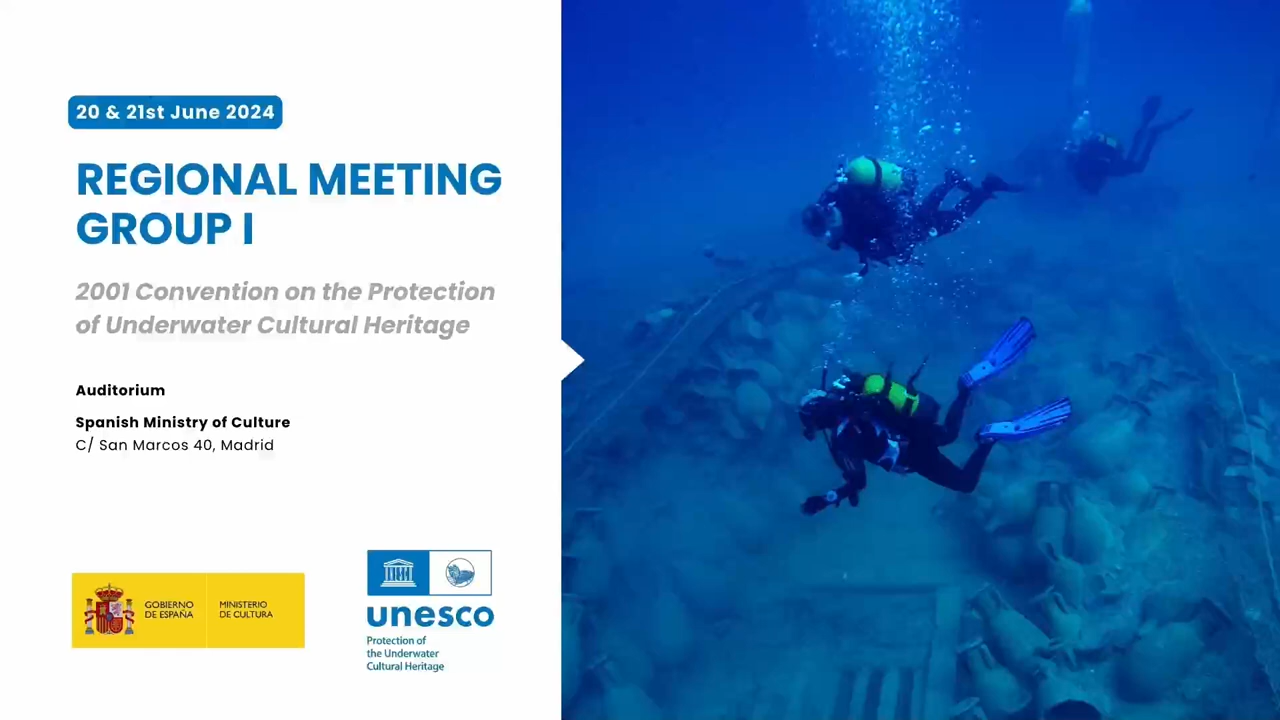 20 & 21st June 2024
REGIONAL MEETING
GROUP I
2001 Convention on the Protection
of Underwater Cultural Heritage
Auditorium
Spanish Ministry of Culture
C/ San Marcos 40, Madrid
GOBIERNO
DE ESPAÑA
MINISTERIO
DE CULTURA
unesco
Protection of
the Underwater
Cultural Heritage